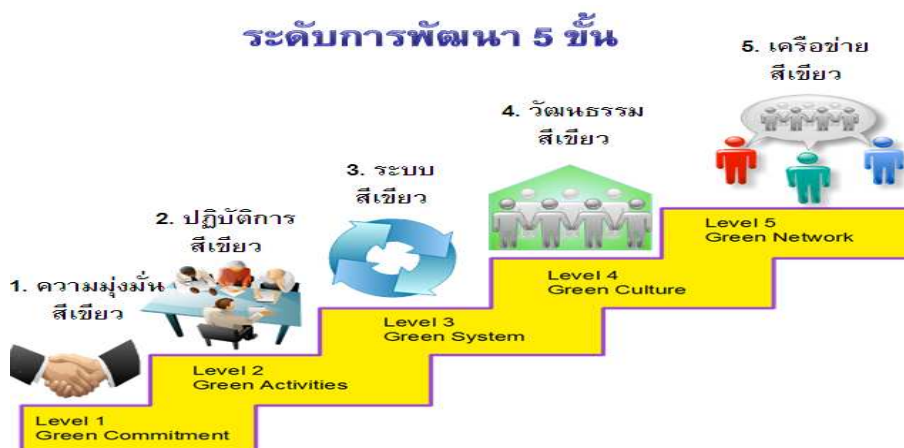 ระดับการพัฒนา 5 ขั้น
5. เครือข่าย
สีเขียว
4. วัฒนธรรม
สีเขียว
3. ระบบ
สีเขียว
2. ปฏิบัติการ
สีเขียว
1. ความมุ่งมั่น
สีเขียว
Level 5
Green Network
Level 4
Green Culture
Level 3
Green System
Level 2
Green Activities
Level 1
Green Commitment